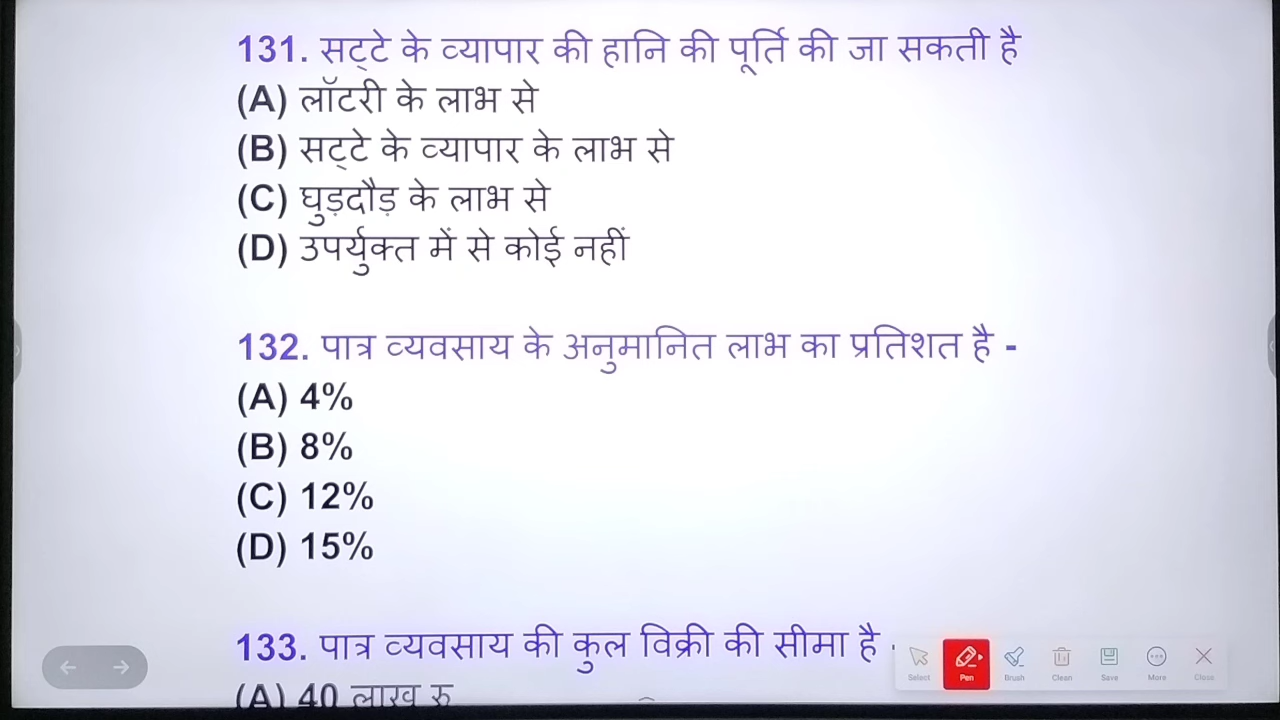 131. सट्टे के व्यापार की हानि की पूर्ति की जा सकती है
(A) लॉटरी के लाभ से
(B) सट्टे के व्यापार के लाभ से
(C) घुड़दौड़ के लाभ से
(D) उपर्युक्त में से कोई नहीं
132. पात्र व्यवसाय के अनुमानित लाभ का प्रतिशत है -
(A) 4%
(B) 8%
(C) 12%
(D) 15%
133. पात्र व्यवसाय की कुल विक्री की सीमा है -
(A) 40 लाख रु
Select Pen Brush Clean Save More Close